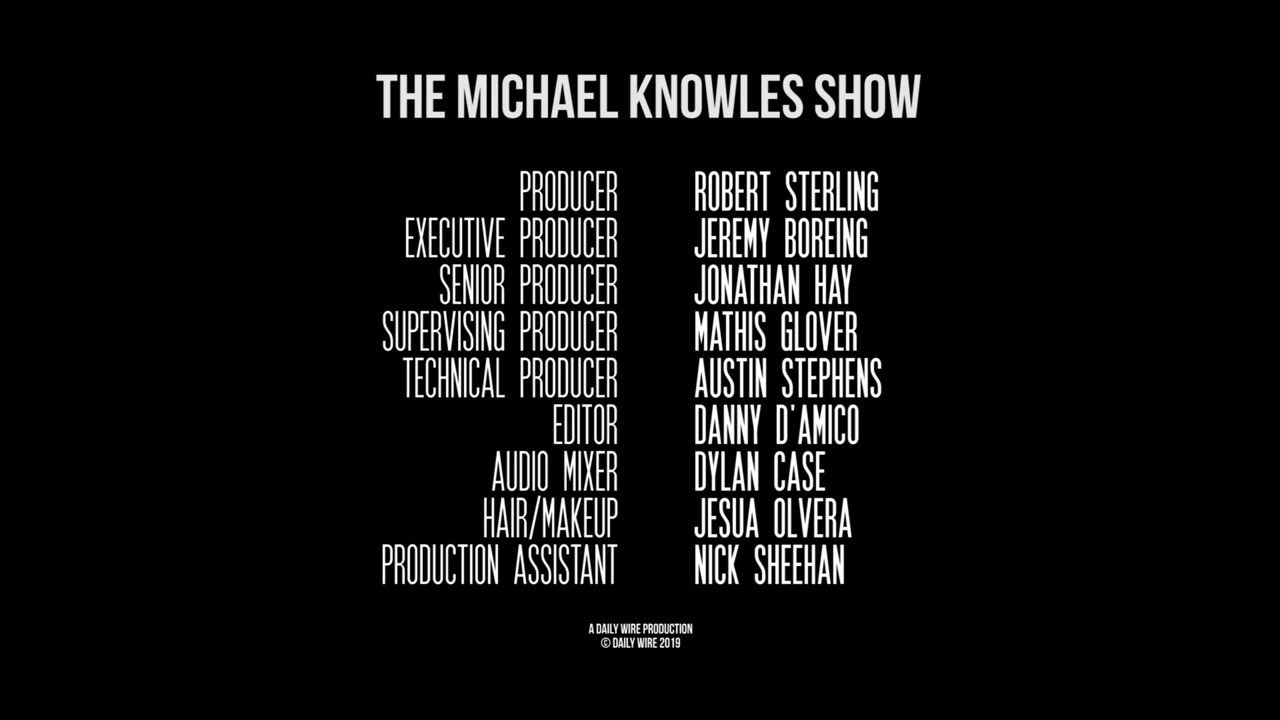 THE MICHAEL KNOWLES SHOW
PRODUCER ROBERT STERLING
EXECUTIVE PRODUCER JEREMY BOREING
SENIOR PRODUCER JONATHAN HAY
SUPERVISING PRODUCER MATHIS GLOVER
TECHNICAL PRODUCER AUSTIN STEPHENS
EDITOR DANNY D'AMICO
AUDIO MIXER DYLAN CASE
HAIR/MAKEUP JESUA OLVERA
PRODUCTION ASSISTANT NICK SHEEHAN
A DAILY WIRE PRODUCTION
© DAILY WIRE 2019